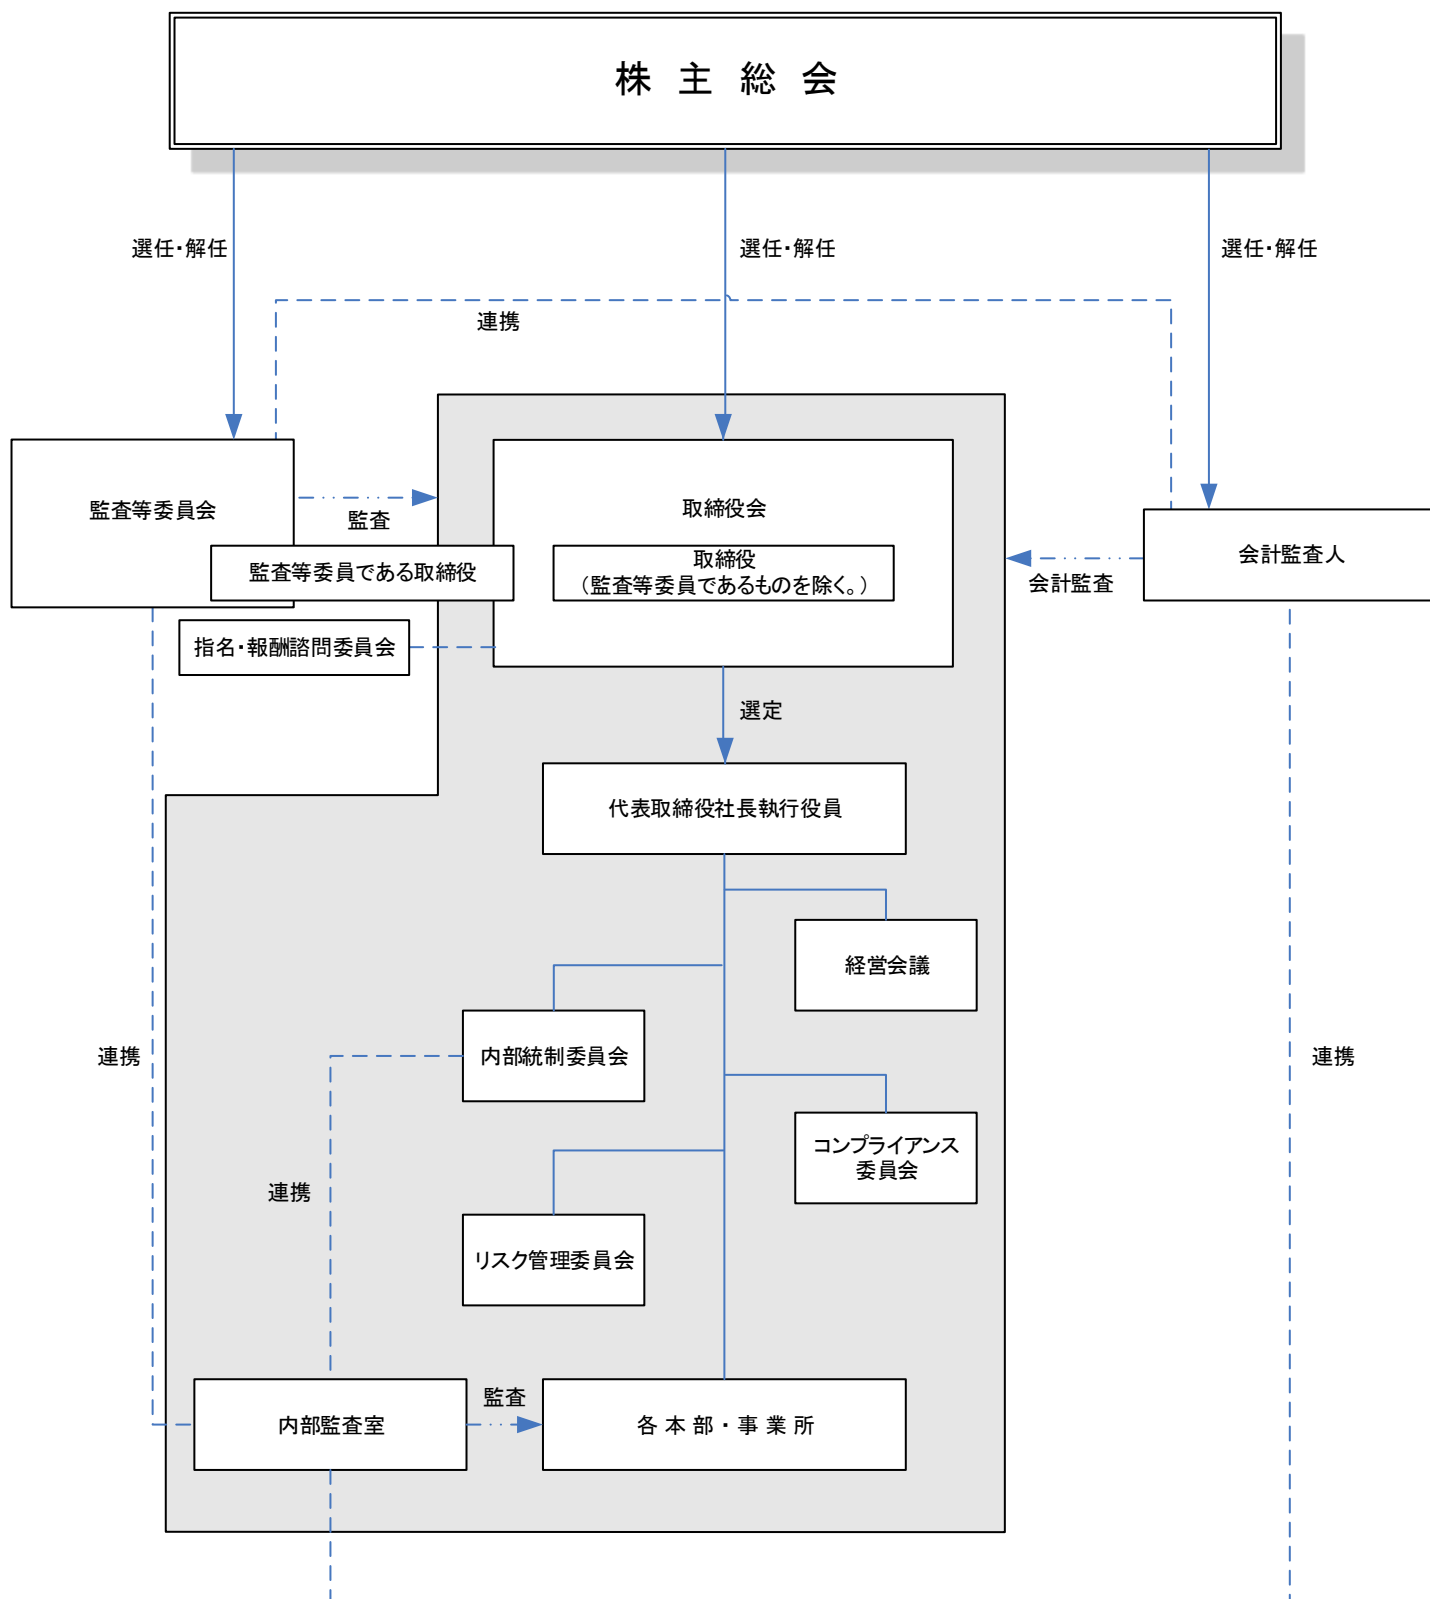 株 主 総 会
選任・解任
選任・解任
選任・解任
連携
監査等委員会
監査
取締役会
監査等委員である取締役
取締役
（監査等委員であるものを除く。）
会計監査人
会計監査
指名・報酬諮問委員会
選定
代表取締役社長執行役員
経営会議
内部統制委員会
連携
連携
コンプライアンス
委員会
連携
リスク管理委員会
内部監査室
監査
各 本 部 ・ 事 業 所